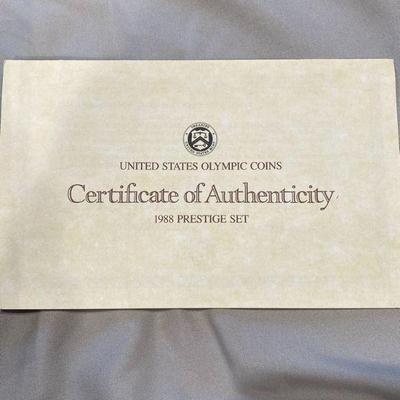 UNITED STATES OLYMPIC COINS
Certificate of Authenticity
1988 PRESTIGE SET